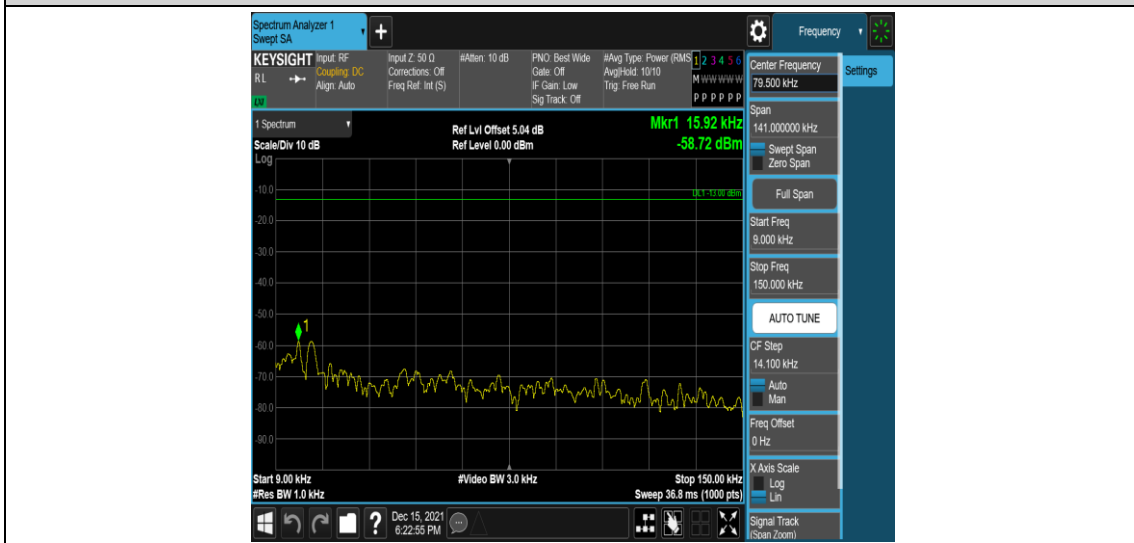 Spectrum Analyzer 1
Swept SA
+
Frequency
KEYSIGHT
RL
Input: RF
Coupling: DC
Align: Auto
Input Z: 50 Ω
Corrections: Off
Freq Ref: Int (S)
#Atten: 10 dB
PNO: Best Wide
Gate: Off
IF Gain: Low
Sig Track: Off
#Avg Type: Power (RMS
Avg|Hold: 10/10
Trig: Free Run
1 2 3 4 5 6
M W W W W W
P P P P P P
1 Spectrum
Scale/Div 10 dB
Ref Lvl Offset 5.04 dB
Ref Level 0.00 dBm
Mkr1 15.92 kHz
-58.72 dBm
Log
DL1 -13.00 dBm
-10.0
-20.0
-30.0
-40.0
-50.0
-60.0
-70.0
-80.0
-90.0
1
Start 9.00 kHz
#Res BW 1.0 kHz
#Video BW 3.0 kHz
Stop 150.00 kHz
Sweep 36.8 ms (1000 pts)
Center Frequency
79.500 kHz
Settings
Span
141.000000 kHz
Swept Span
Zero Span
Full Span
Start Freq
9.000 kHz
Stop Freq
150.000 kHz
AUTO TUNE
CF Step
14.100 kHz
Auto
Man
Freq Offset
0 Hz
X Axis Scale
Log
Lin
Signal Track
(Span Zoom)
?
Dec 15, 2021
6:22:55 PM